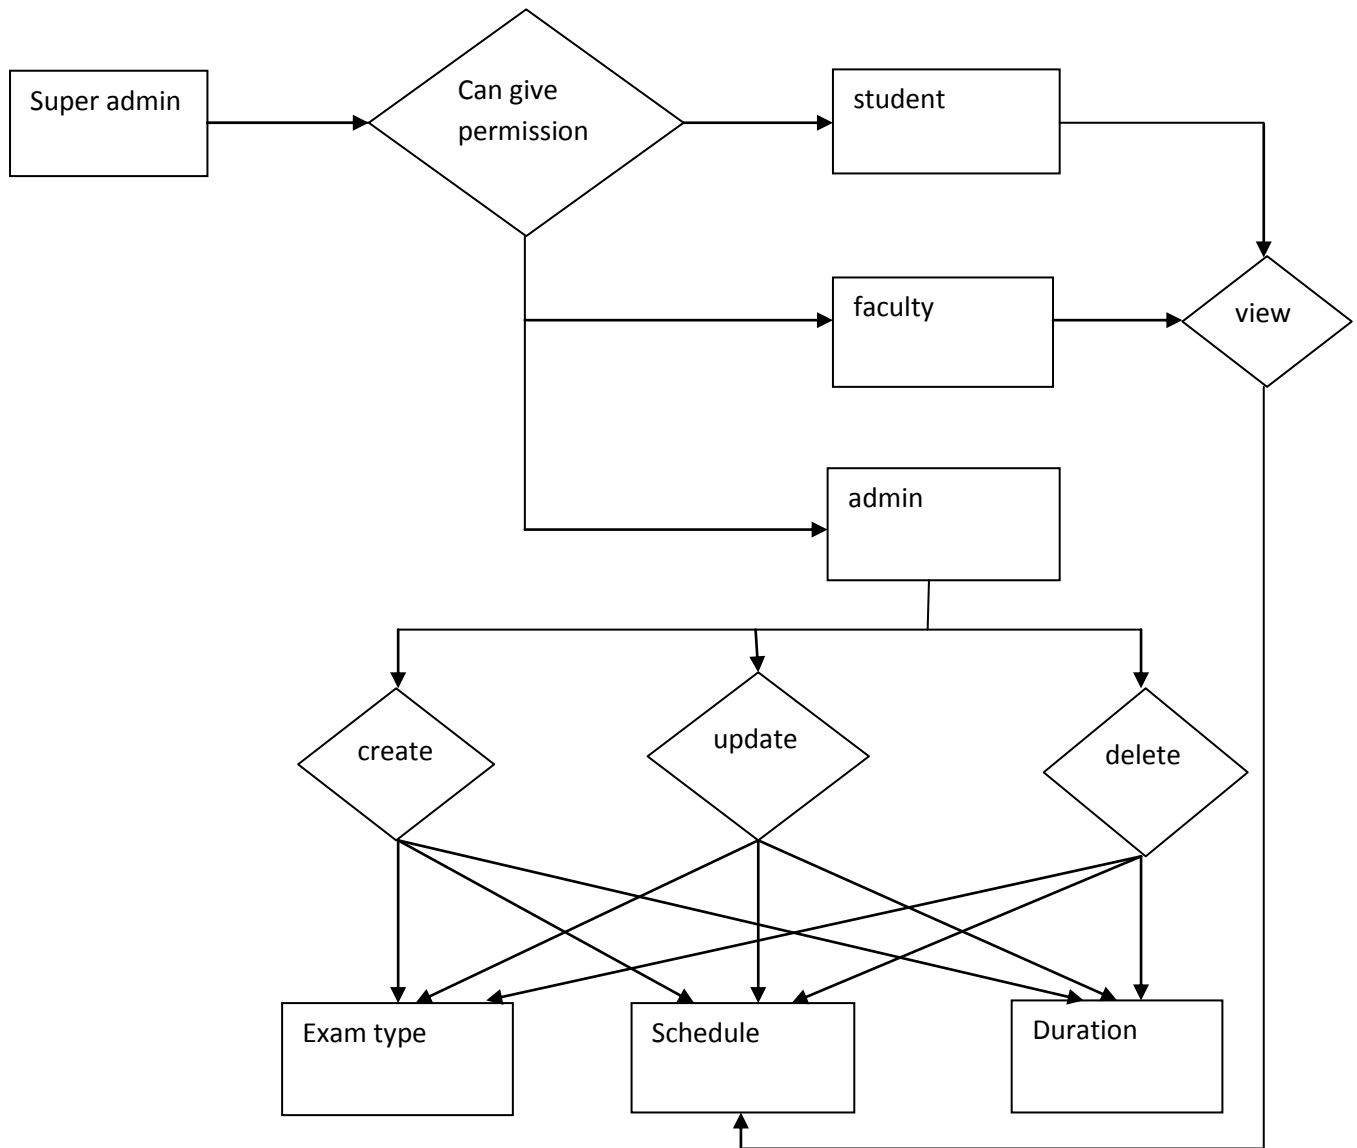 Super admin
Can give
permission
student
faculty
view
admin
create
update
delete
Exam type
Schedule
Duration